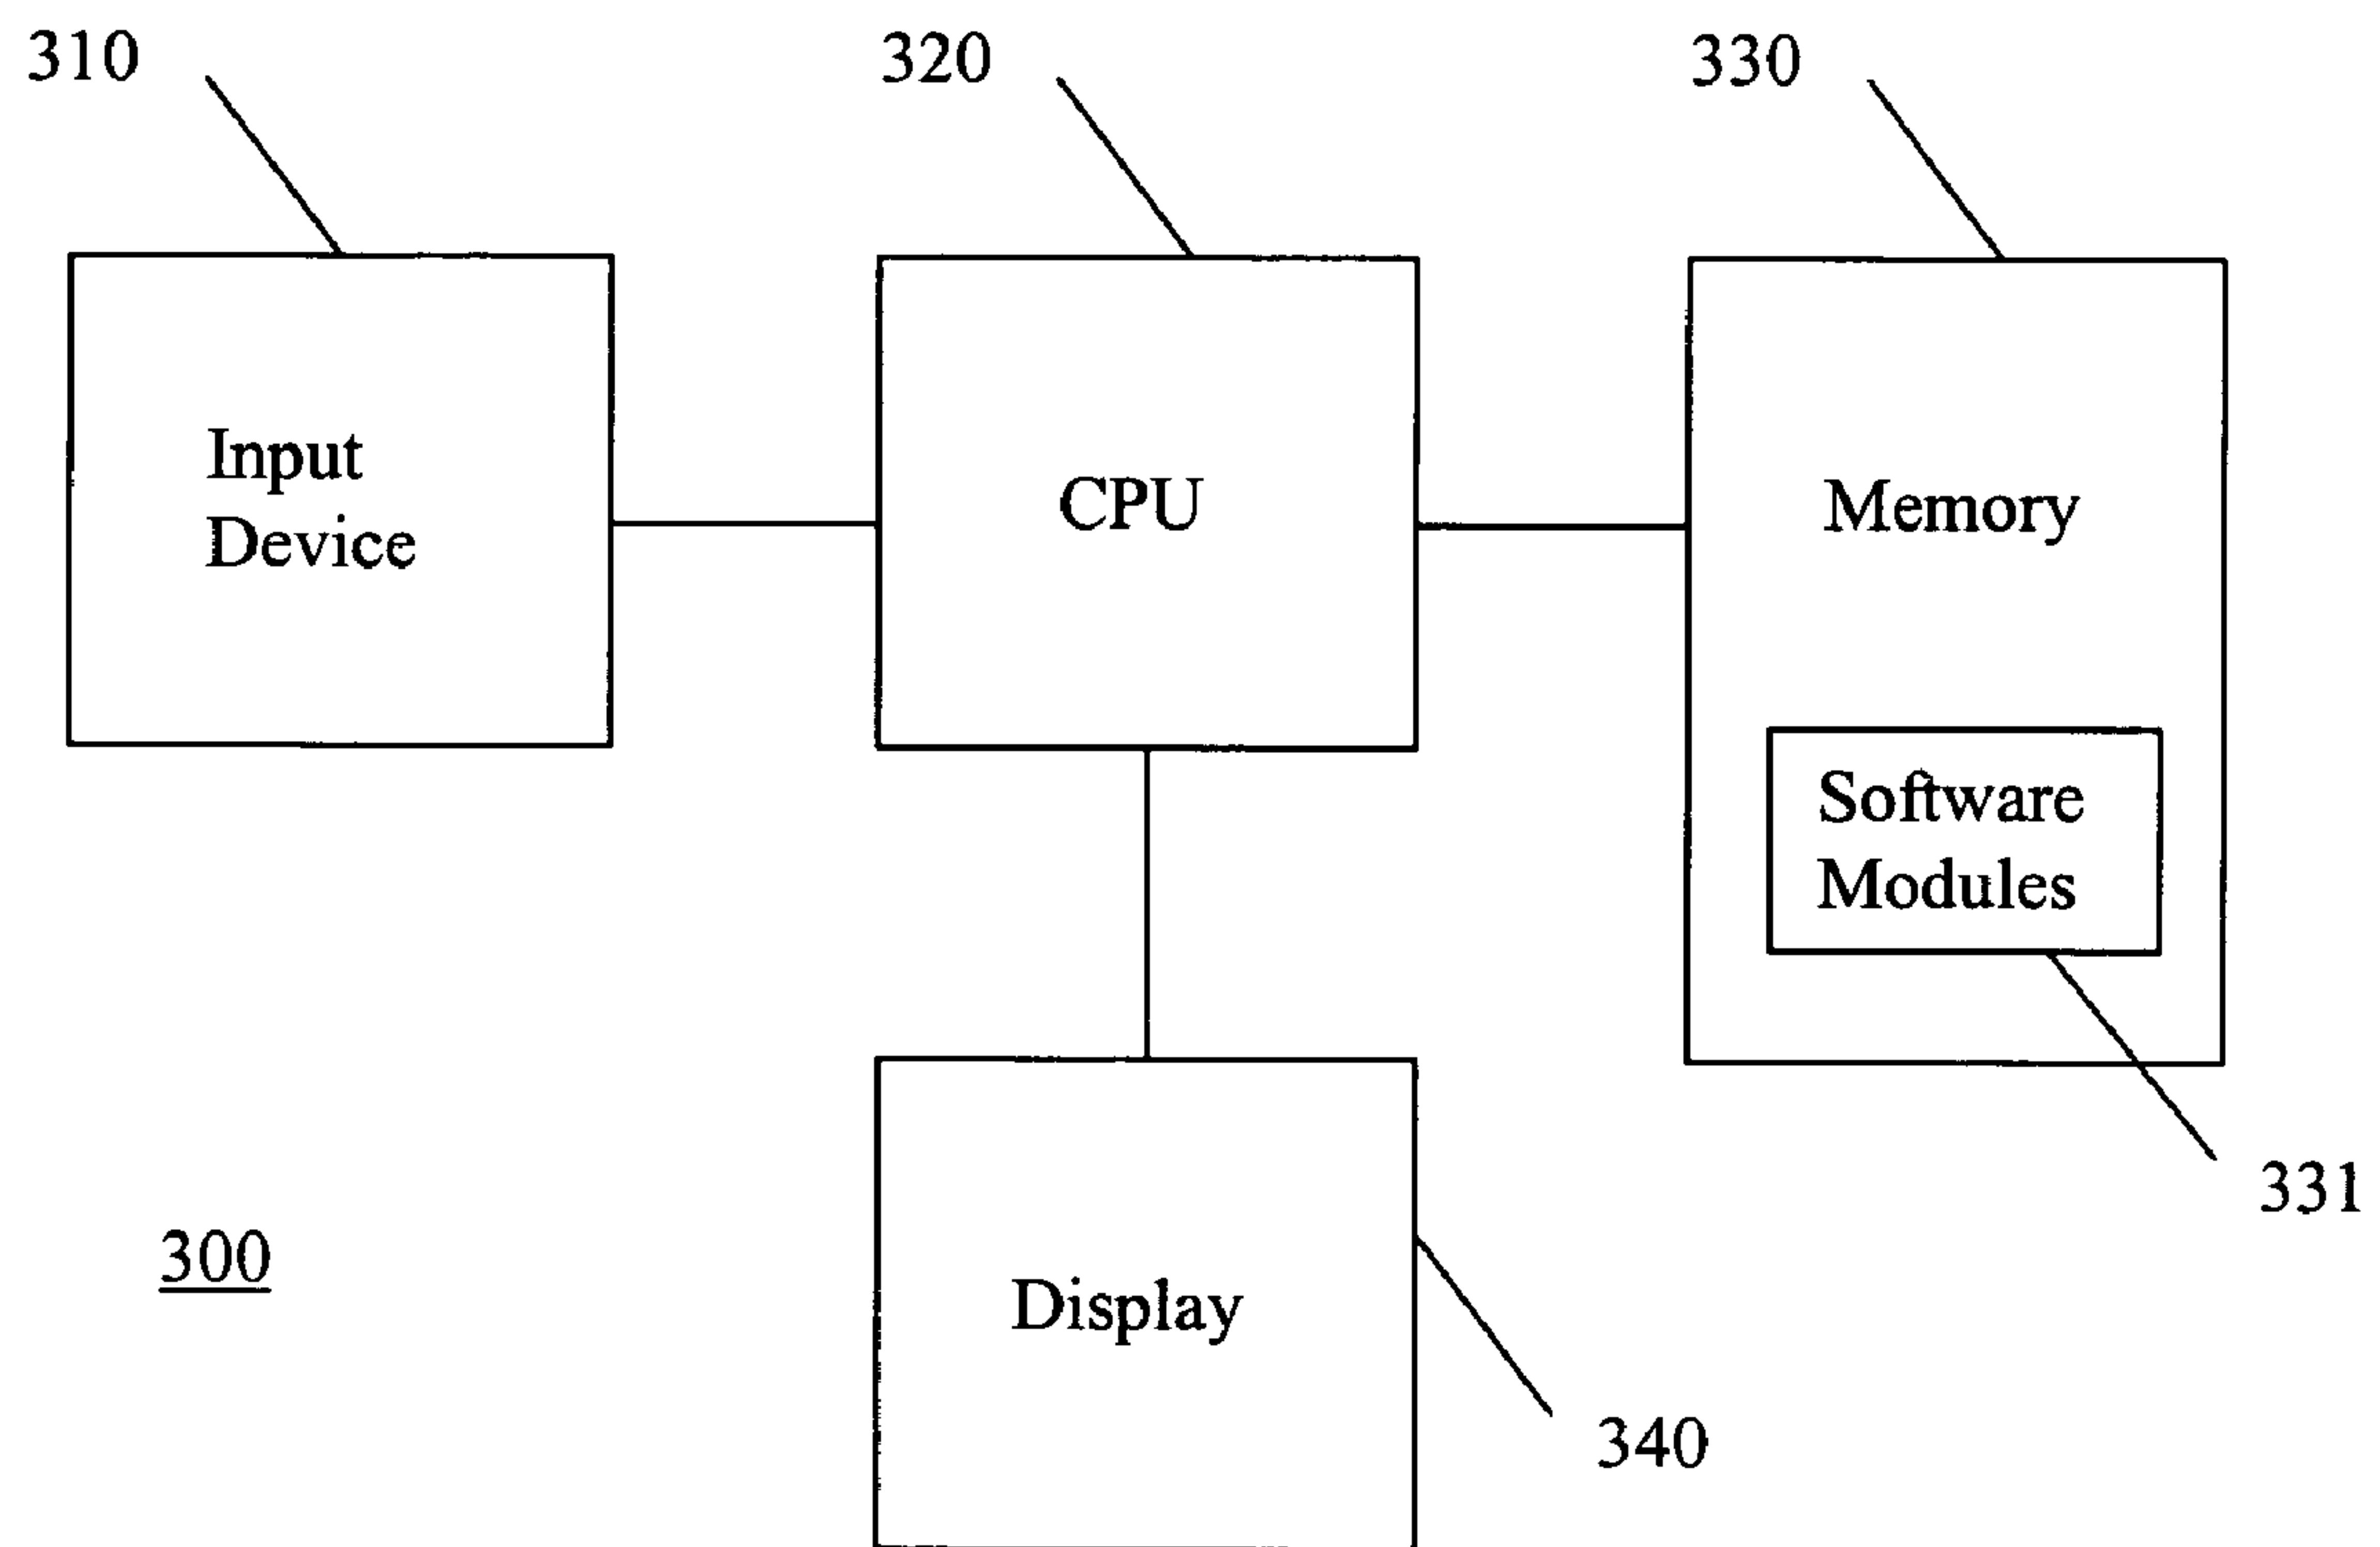 310
320
330
Input
Device
CPU
Memory
Software
Modules
331
300
Display
340